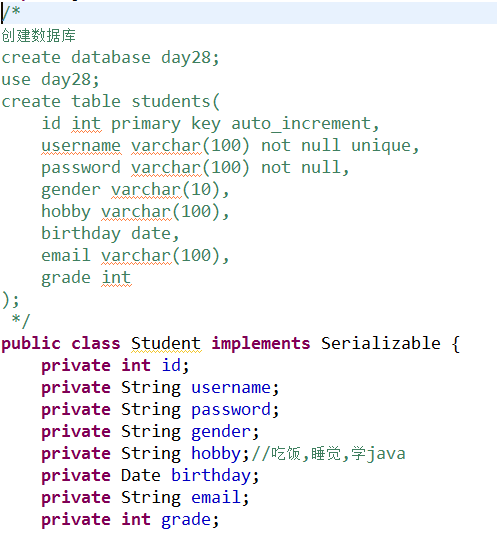 /*
创建数据库
create database day28;
use day28;
create table students(
    id int primary key auto_increment,
    username varchar(100) not null unique,
    password varchar(100) not null,
    gender varchar(10),
    hobby varchar(100),
    birthday date,
    email varchar(100),
    grade int
);
 */
public class Student implements Serializable {
    private int id;
    private String username;
    private String password;
    private String gender;
    private String hobby;//吃饭,睡觉,学java
    private Date birthday;
    private String email;
    private int grade;